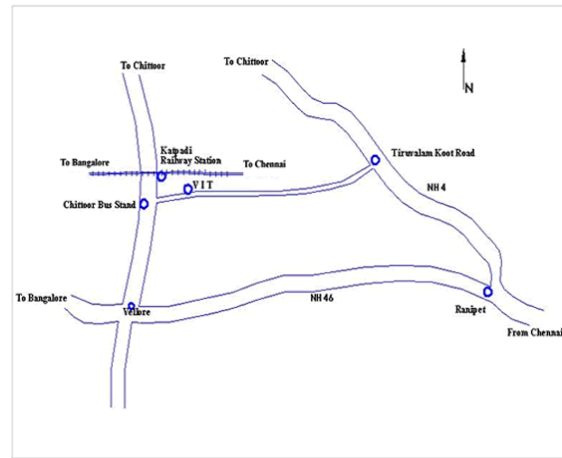 To Chittoor
To Chittoor
N
Katpadi
Railway Station
To Bangalore
To Chennai
Tiruvalam Koot Road
V I T
NH 4
Chittoor Bus Stand
To Bangalore
NH 46
Vellore
Ranipet
From Chennai